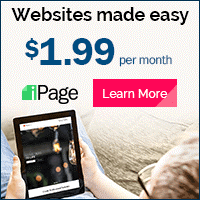 Websites made easy
$1.99 per month
iPage
Learn More